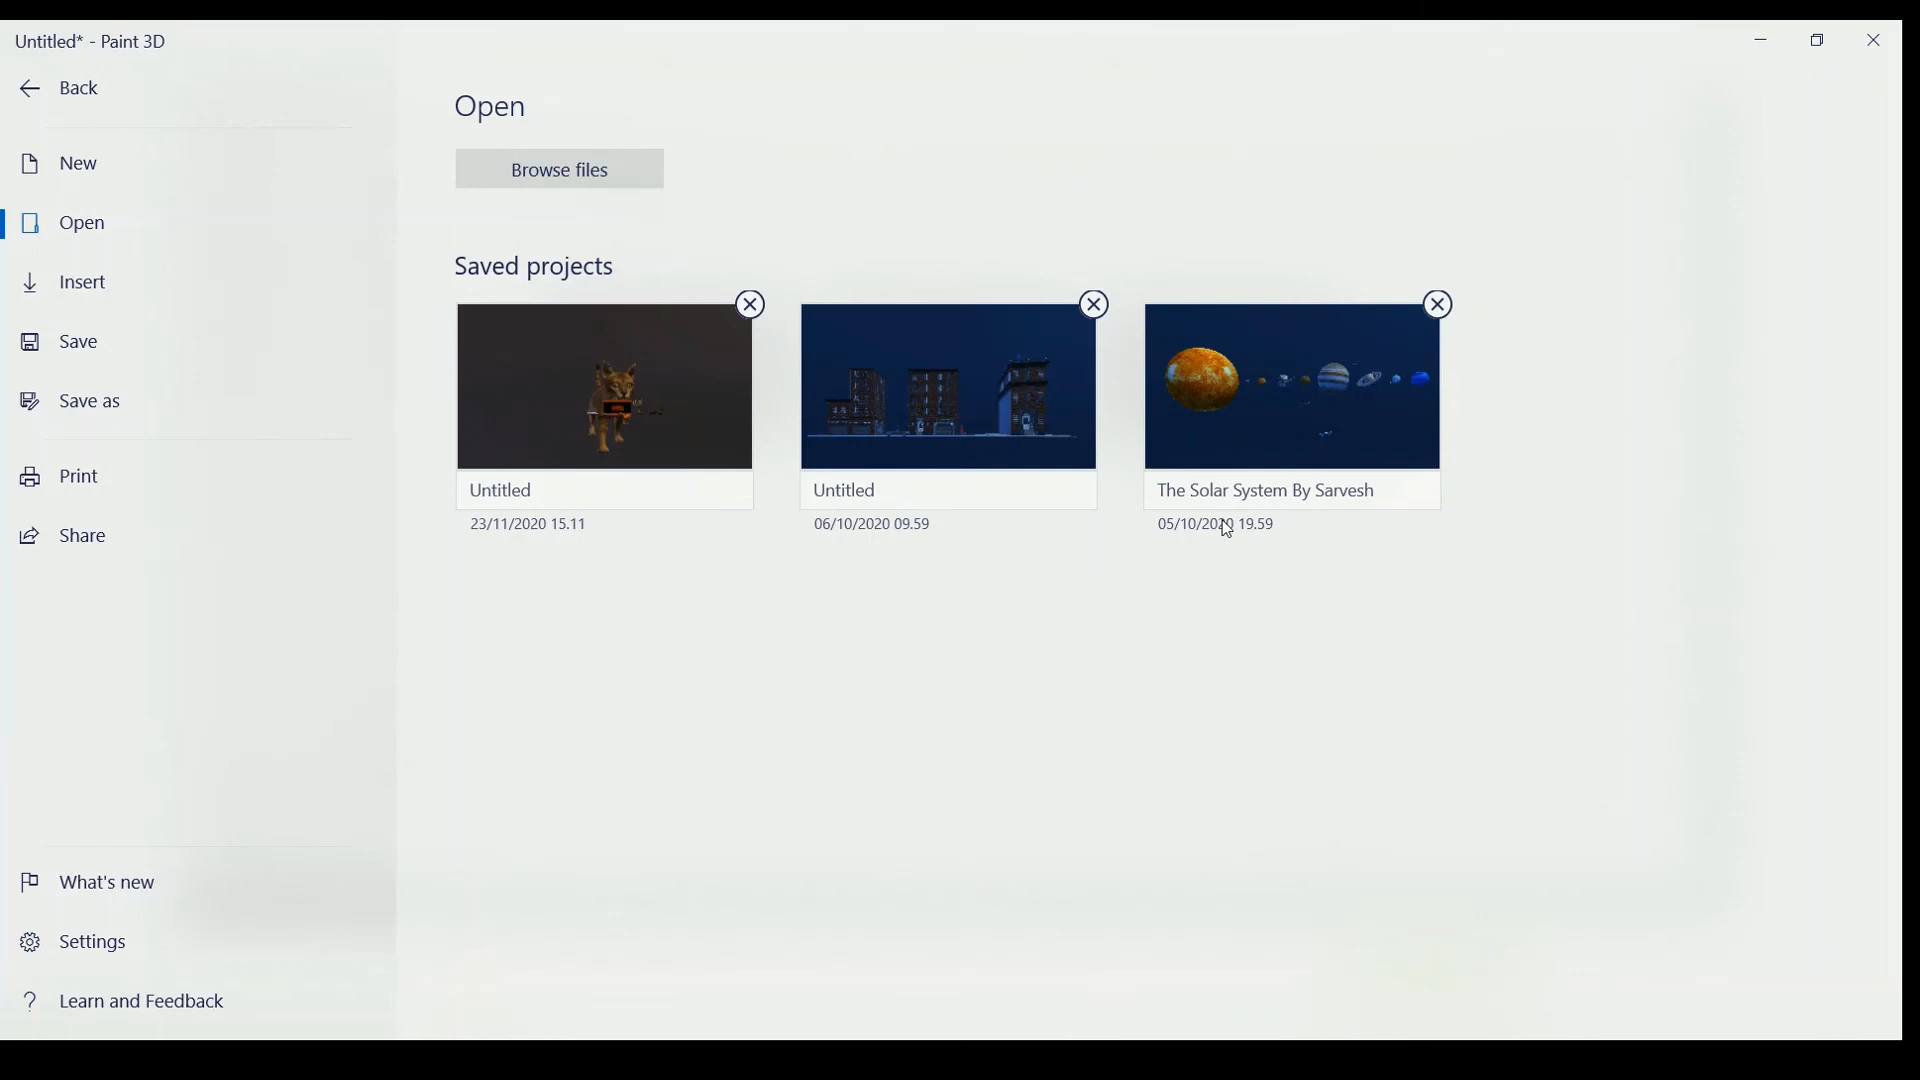 Untitled* - Paint 3D
Back
New
Open
Insert
Save
Save as
Print
Share
What's new
Settings
Learn and Feedback
Open
Browse files
Saved projects
Untitled
23/11/2020 15.11
Untitled
06/10/2020 09.59
The Solar System By Sarvesh
05/10/2020 19.59